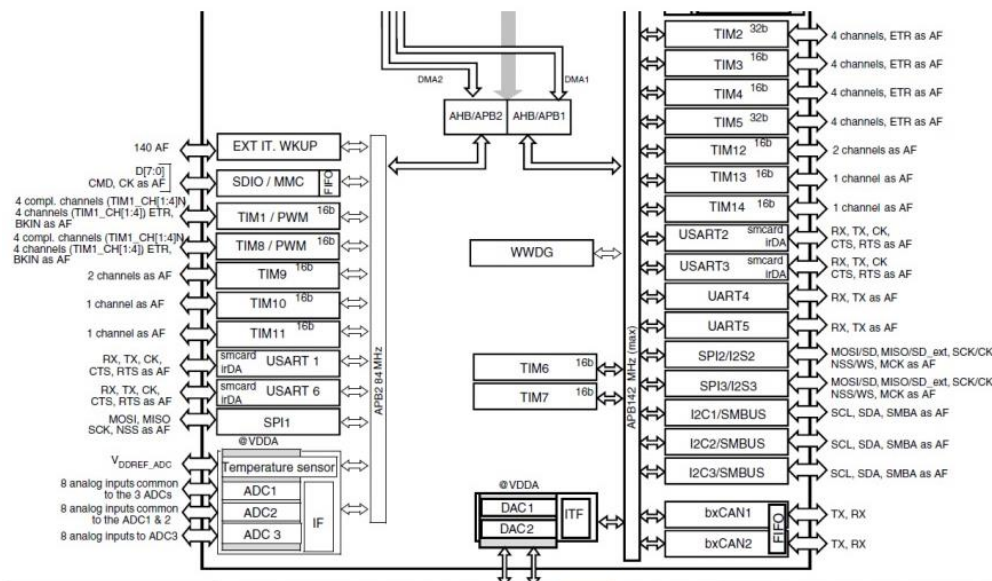 DMA2
DMA1
AHB/APB2
AHB/APB1
140 AF
EXT IT. WKUP
D[7:0]
CMD, CK as AF
SDIO / MMC
FIFO
4 compl. channels (TIM1_CH[1:4]N
4 channels (TIM1_CH[1:4]) ETR,
BKIN as AF
TIM1 / PWM
16b
4 compl. channels (TIM1_CH[1:4]N
4 channels (TIM1_CH[1:4]) ETR,
BKIN as AF
TIM8 / PWM
16b
2 channels as AF
TIM9
16b
1 channel as AF
TIM10
16b
1 channel as AF
TIM11
16b
RX, TX, CK,
CTS, RTS as AF
smcard
irDA
USART 1
RX, TX, CK,
CTS, RTS as AF
smcard
irDA
USART 6
MOSI, MISO
SCK, NSS as AF
SPI1
@VDDA
VDDREF_ADC
Temperature sensor
8 analog inputs common
to the 3 ADCs
ADC1
8 analog inputs common
to the ADC1 & 2
ADC2
8 analog inputs to ADC3
ADC 3
IF
APB2 84 MHz
WWDG
TIM6
16b
TIM7
16b
@VDDA
DAC1
DAC2
ITF
APB142 MHz (max)
TIM2
32b
4 channels, ETR as AF
TIM3
16b
4 channels, ETR as AF
TIM4
16b
4 channels, ETR as AF
TIM5
32b
4 channels, ETR as AF
TIM12
16b
2 channels as AF
TIM13
16b
1 channel as AF
TIM14
16b
1 channel as AF
USART2
smcard
irDA
RX, TX, CK,
CTS, RTS as AF
USART3
smcard
irDA
RX, TX, CK
CTS, RTS as AF
UART4
RX, TX as AF
UART5
RX, TX as AF
SPI2/I2S2
MOSI/SD, MISO/SD_ext, SCK/CK
NSS/WS, MCK as AF
SPI3/I2S3
MOSI/SD, MISO/SD_ext, SCK/CK
NSS/WS, MCK as AF
I2C1/SMBUS
SCL, SDA, SMBA as AF
I2C2/SMBUS
SCL, SDA, SMBA as AF
I2C3/SMBUS
SCL, SDA, SMBA as AF
bxCAN1
TX, RX
bxCAN2
FIFO
TX, RX